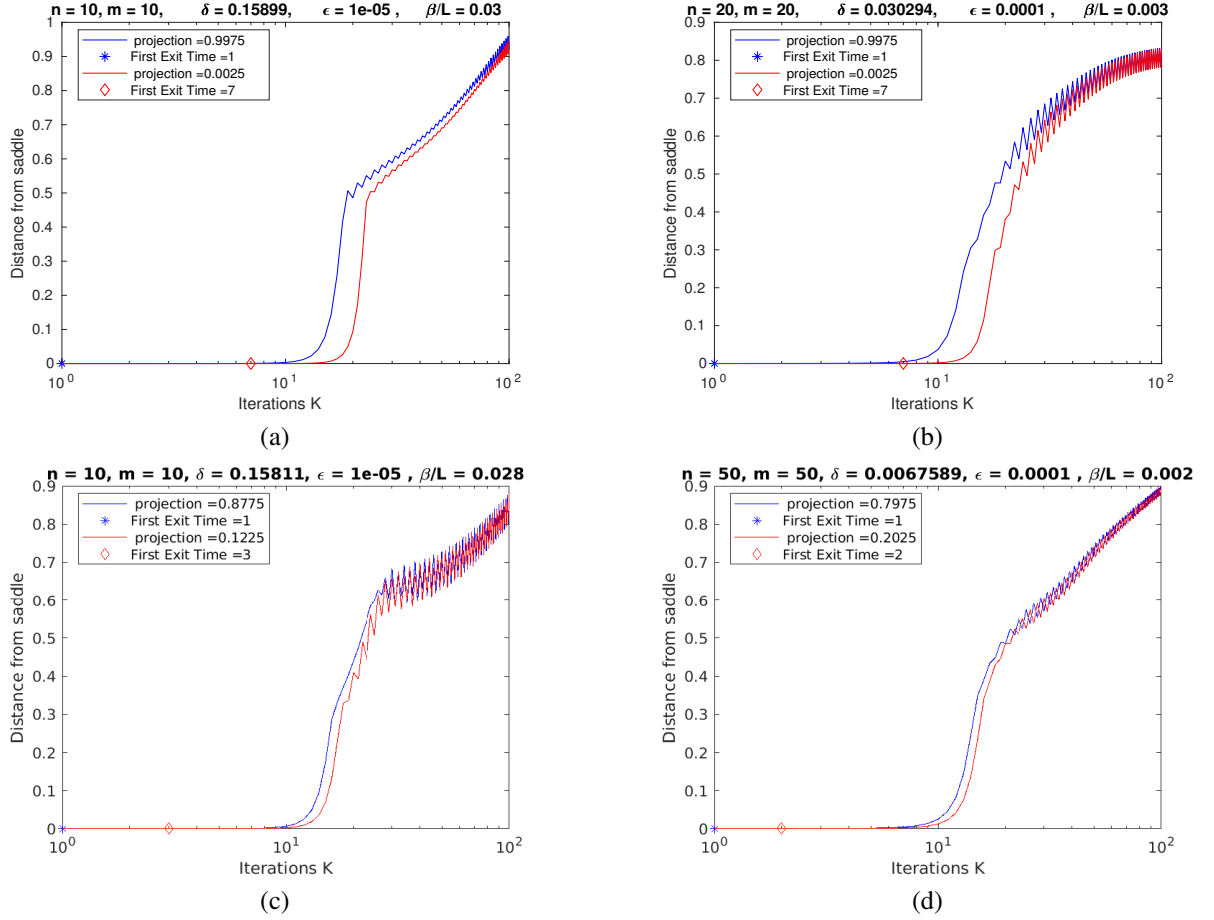 n = 10, m = 10, δ = 0.15899, ϵ = 1e-05 , β/L = 0.03
projection =0.9975
First Exit Time =1
projection =0.0025
First Exit Time =7
1
0.9
0.8
0.7
0.6
0.5
0.4
0.3
0.2
0.1
0
Distance from saddle
10^0
10^1
10^2
Iterations K
(a)
n = 20, m = 20, δ = 0.030294, ϵ = 0.0001, β/L = 0.003
projection =0.9975
First Exit Time =1
projection =0.0025
First Exit Time =7
0.9
0.8
0.7
0.6
0.5
0.4
0.3
0.2
0.1
0
Distance from saddle
10^0
10^1
10^2
Iterations K
(b)
n = 10, m = 10, δ = 0.15811, ϵ = 1e-05 , β/L = 0.028
projection =0.8775
First Exit Time =1
projection =0.1225
First Exit Time =3
0.9
0.8
0.7
0.6
0.5
0.4
0.3
0.2
0.1
0
Distance from saddle
10^0
10^1
10^2
Iterations K
(c)
n = 50, m = 50, δ = 0.0067589, ϵ = 0.0001 , β/L = 0.002
projection =0.7975
First Exit Time =1
projection =0.2025
First Exit Time =2
0.9
0.8
0.7
0.6
0.5
0.4
0.3
0.2
0.1
0
Distance from saddle
10^0
10^1
10^2
Iterations K
(d)